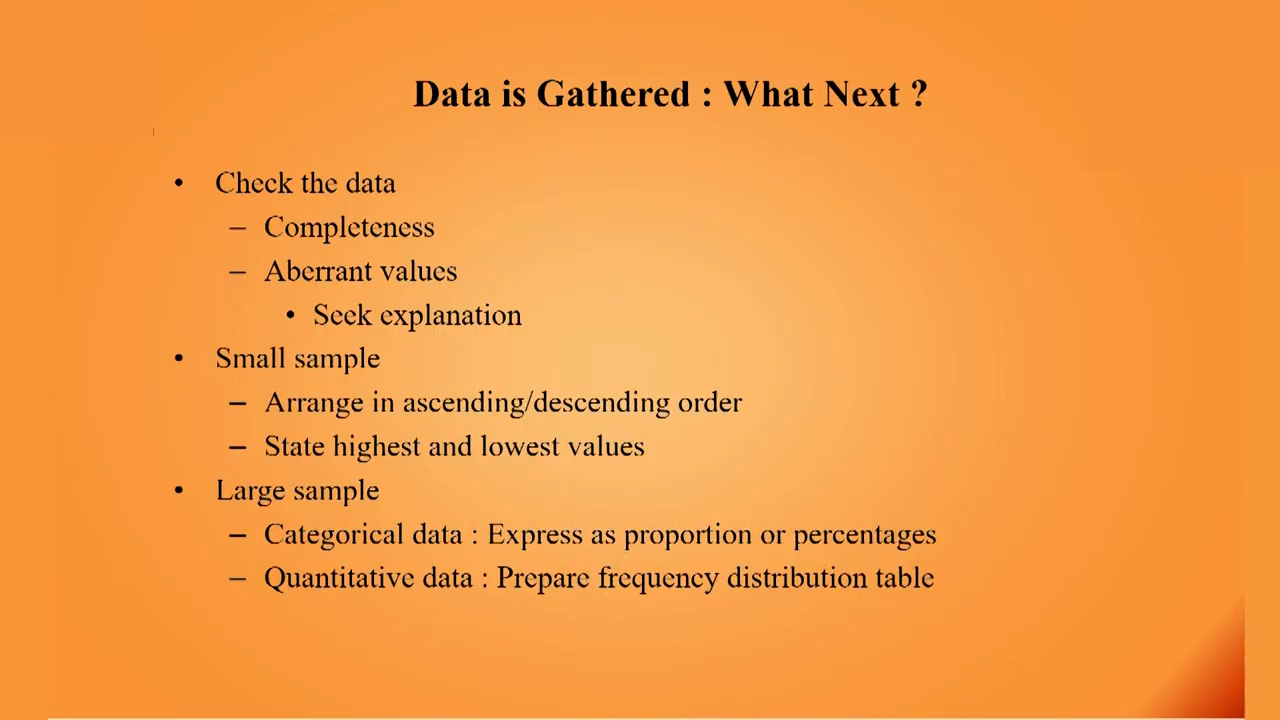 Data is Gathered : What Next ?
• Check the data
– Completeness
– Aberrant values
• Seek explanation
• Small sample
– Arrange in ascending/descending order
– State highest and lowest values
• Large sample
– Categorical data : Express as proportion or percentages
– Quantitative data : Prepare frequency distribution table